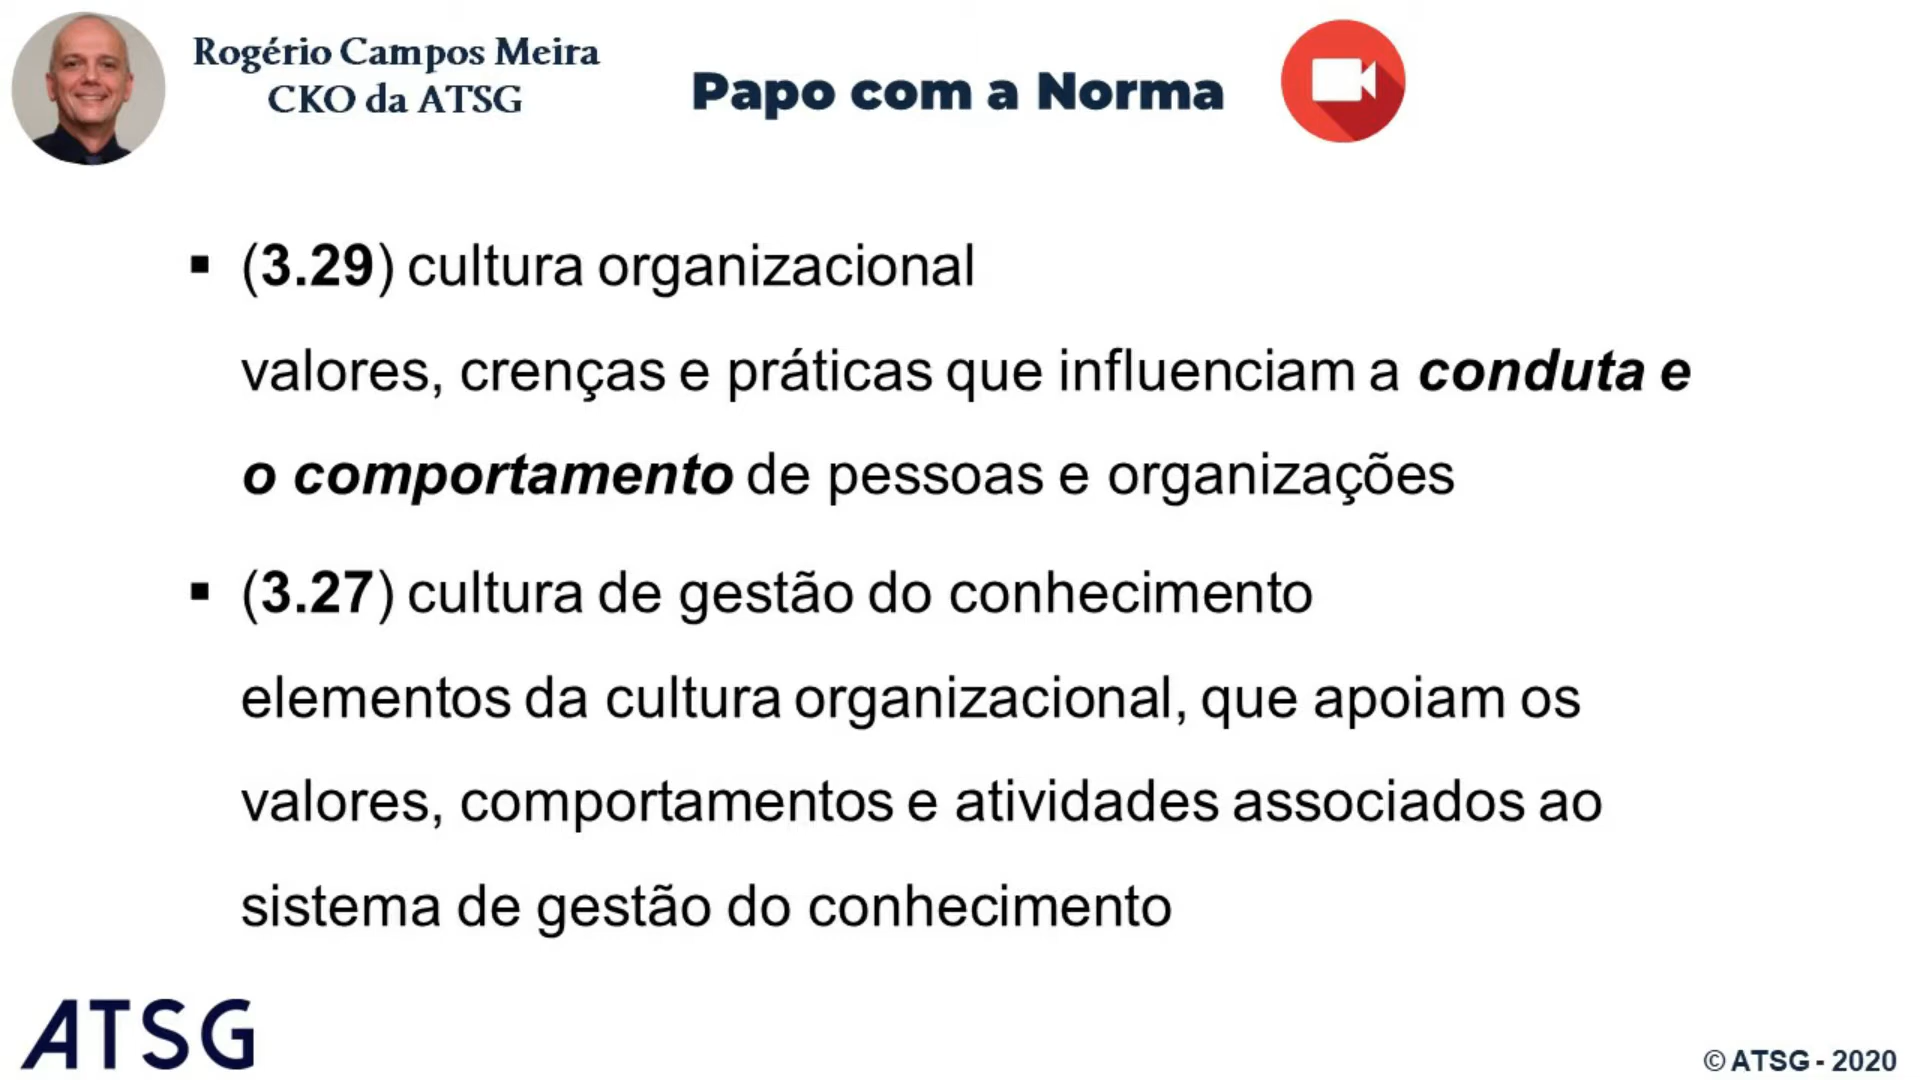 Rogério Campos Meira
CKO da ATSG
Papo com a Norma
▪ (3.29) cultura organizacional
valores, crenças e práticas que influenciam a conduta e
o comportamento de pessoas e organizações
▪ (3.27) cultura de gestão do conhecimento
elementos da cultura organizacional, que apoiam os
valores, comportamentos e atividades associados ao
sistema de gestão do conhecimento
ATSG
© ATSG - 2020